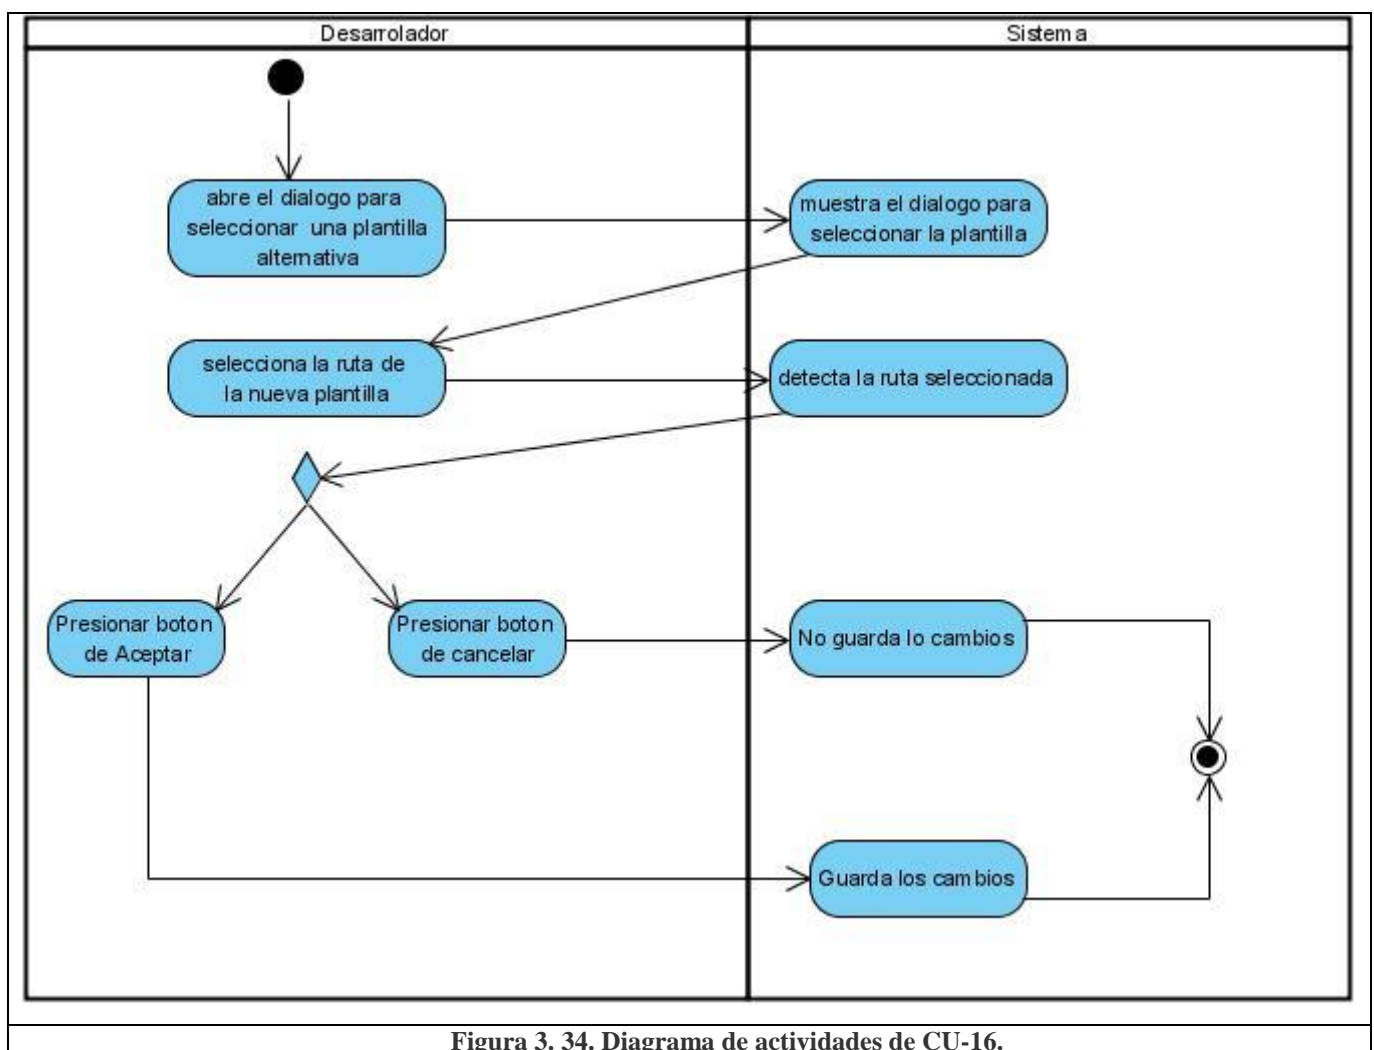 Desarrolador
Sistema
abre el dialogo para
seleccionar una plantilla
alternativa
muestra el dialogo para
seleccionar la plantilla
selecciona la ruta de
la nueva plantilla
detecta la ruta seleccionada
Presionar boton
de Aceptar
Presionar boton
de cancelar
No guarda lo cambios
Guarda los cambios
Figura 3. 34. Diagrama de actividades de CU-16.